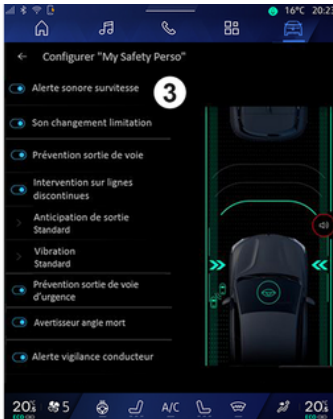 16°C 20:23
Configurer "My Safety Perso"
Alerte sonore survitesse
3
Son changement limitation
Prévention sortie de voie
Intervention sur lignes
discontinues
Anticipation de sortie
Standard
Vibration
Standard
Prévention sortie de voie
d'urgence
Avertisseur angle mort
Alerte vigilance conducteur
20% 5 A/C 20%